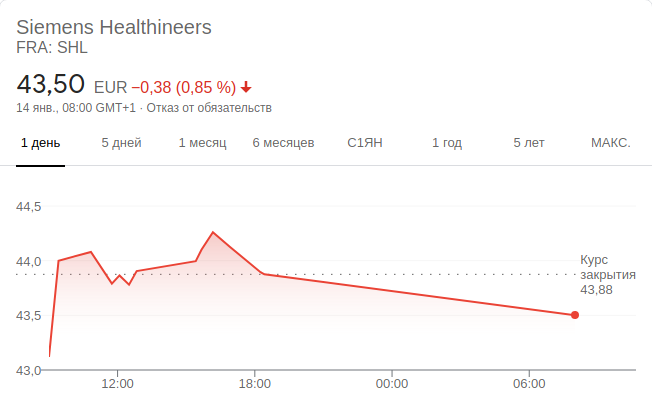 Siemens Healthineers
FRA: SHL
43,50 EUR −0,38 (0,85 %)
14 янв., 08:00 GMT+1 · Отказ от обязательств
1 день 5 дней 1 месяц 6 месяцев С1ЯН 1 год 5 лет МАКС.
44,5
44,0
43,5
43,0
Курс
закрытия
43,88
12:00 18:00 00:00 06:00